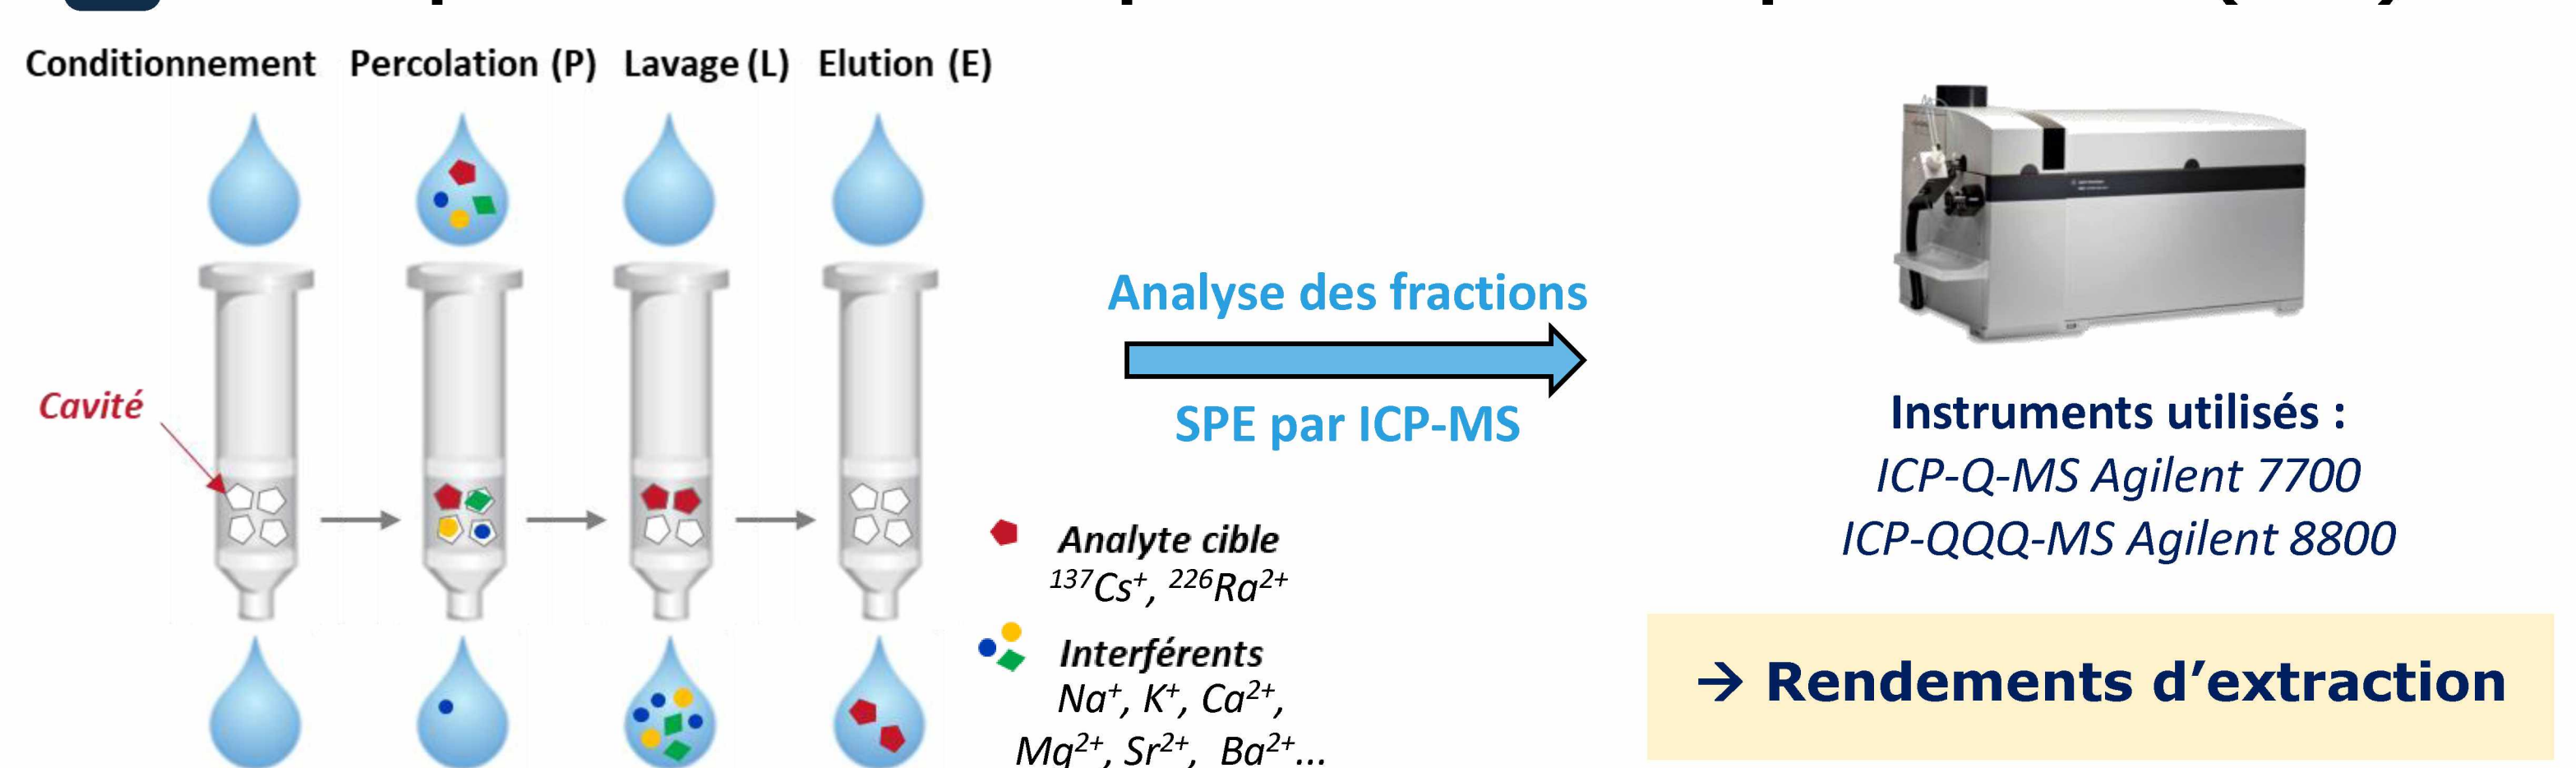 Conditionnement Percolation (P) Lavage (L) Elution (E)
Cavité
Analyse des fractions
SPE par ICP-MS
Analyte cible
¹³⁷Cs⁺, ²²⁶Ra²⁺
Interférents
Na⁺, K⁺, Ca²⁺,
Mg²⁺, Sr²⁺, Ba²⁺...
Instruments utilisés :
ICP-Q-MS Agilent 7700
ICP-QQQ-MS Agilent 8800
→ Rendements d’extraction